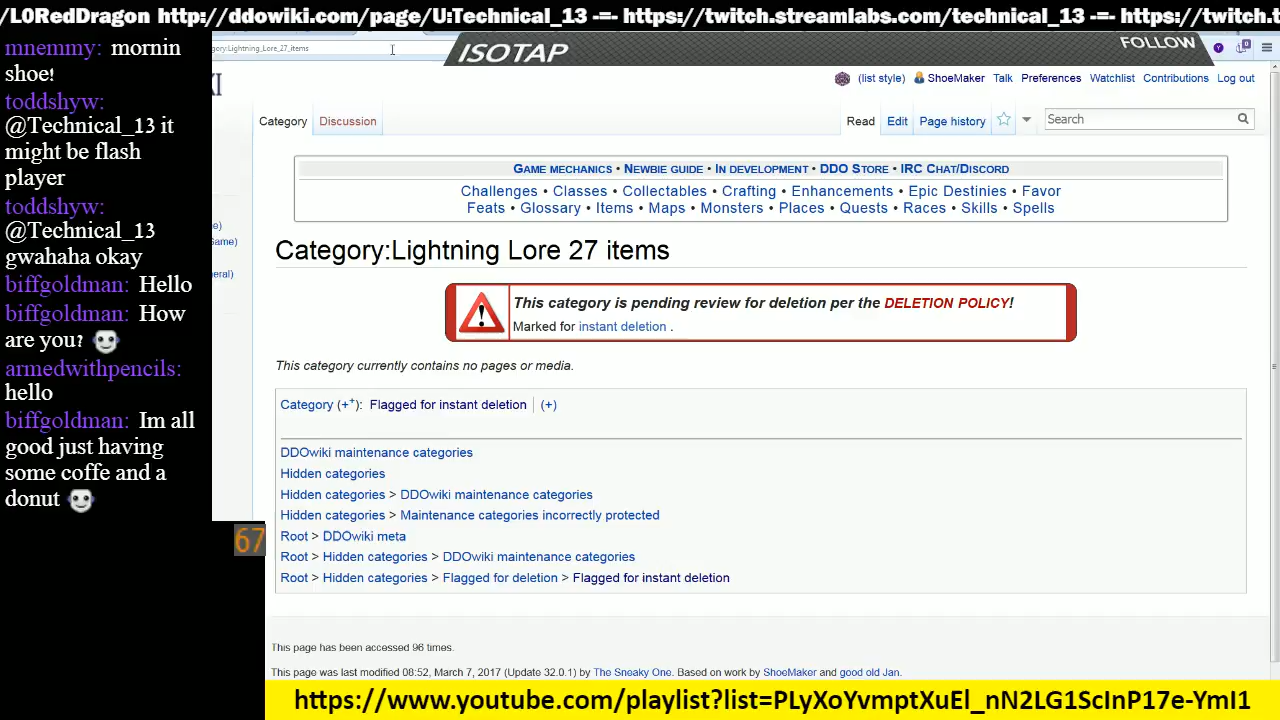 /L0RedDragon http://ddowiki.com/page/U:Technical_13 -=- https://twitch.streamlabs.com/technical_13 -=- https://twitch.t
mnemmy: mornin
shoe!
toddshyw:
@Technical_13 it
might be flash
player
toddshyw:
@Technical_13
gwahaha okay
biffgoldman: Hello
biffgoldman: How
are you?
armedwithpencils:
hello
biffgoldman: Im all
good just having
some coffe and a
donut
67
gory:Lightning_Lore_27_items
ISOTAP
FOLLOW
KI
(list style) ShoeMaker Talk Preferences Watchlist Contributions Log out
Category Discussion Read Edit Page history Search
GAME MECHANICS • NEWBIE GUIDE • IN DEVELOPMENT • DDO STORE • IRC CHAT/DISCORD
Challenges • Classes • Collectables • Crafting • Enhancements • Epic Destinies • Favor
Feats • Glossary • Items • Maps • Monsters • Places • Quests • Races • Skills • Spells
e)
Game)
eral)
Category:Lightning Lore 27 items
This category is pending review for deletion per the DELETION POLICY!
Marked for instant deletion .
This category currently contains no pages or media.
Category (++): Flagged for instant deletion (+)
DDOwiki maintenance categories
Hidden categories
Hidden categories > DDOwiki maintenance categories
Hidden categories > Maintenance categories incorrectly protected
Root > DDOwiki meta
Root > Hidden categories > DDOwiki maintenance categories
Root > Hidden categories > Flagged for deletion > Flagged for instant deletion
This page has been accessed 96 times.
This page was last modified 08:52, March 7, 2017 (Update 32.0.1) by The Sneaky One. Based on work by ShoeMaker and good old Jan.
https://www.youtube.com/playlist?list=PLyXoYvmptXuEl_nN2LG1ScInP17e-YmI1